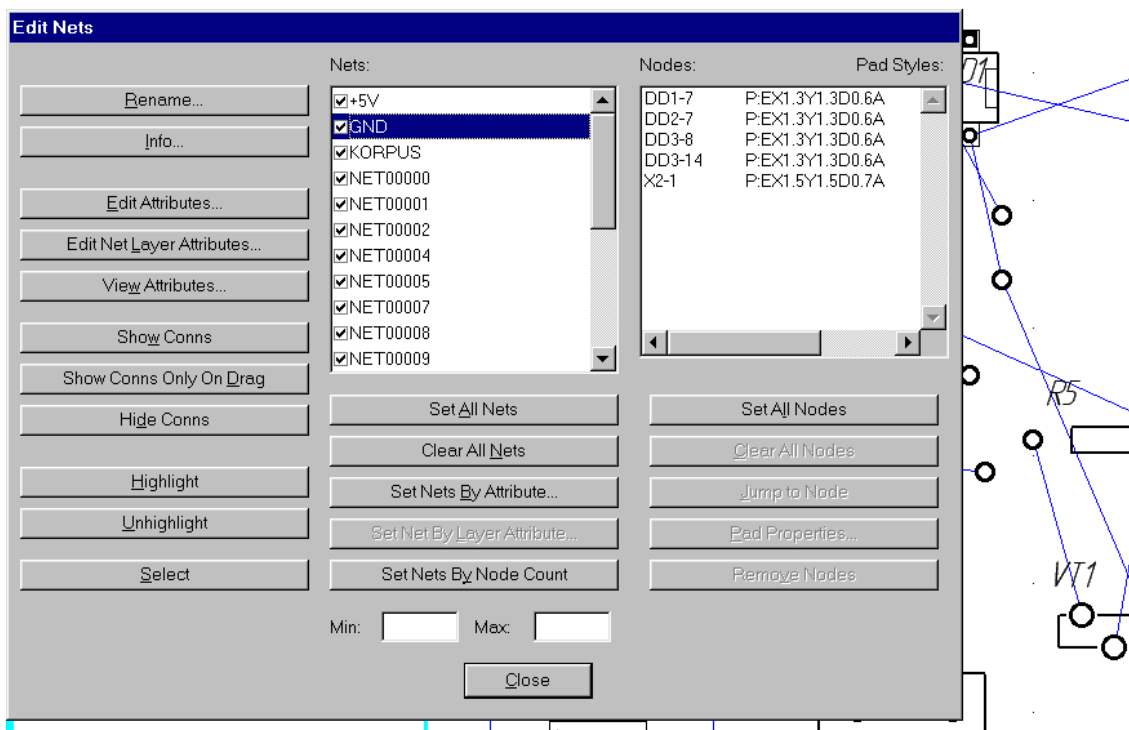 Edit Nets
Nets:
Nodes:
Pad Styles:
Rename...
Info...
Edit Attributes...
Edit Net Layer Attributes...
View Attributes...
Show Conns
Show Conns Only On Drag
Hide Conns
Highlight
Unhighlight
Select
+5V
GND
KORPUS
NET00000
NET00001
NET00002
NET00004
NET00005
NET00007
NET00008
NET00009
DD1-7 P:EX1.3Y1.3D0.6A
DD2-7 P:EX1.3Y1.3D0.6A
DD3-8 P:EX1.3Y1.3D0.6A
DD3-14 P:EX1.3Y1.3D0.6A
X2-1 P:EX1.5Y1.5D0.7A
Set All Nets
Clear All Nets
Set Nets By Attribute...
Set Net By Layer Attribute...
Set Nets By Node Count
Set All Nodes
Clear All Nodes
Jump to Node
Pad Properties...
Remove Nodes
Min:
Max:
Close
R5
VT1